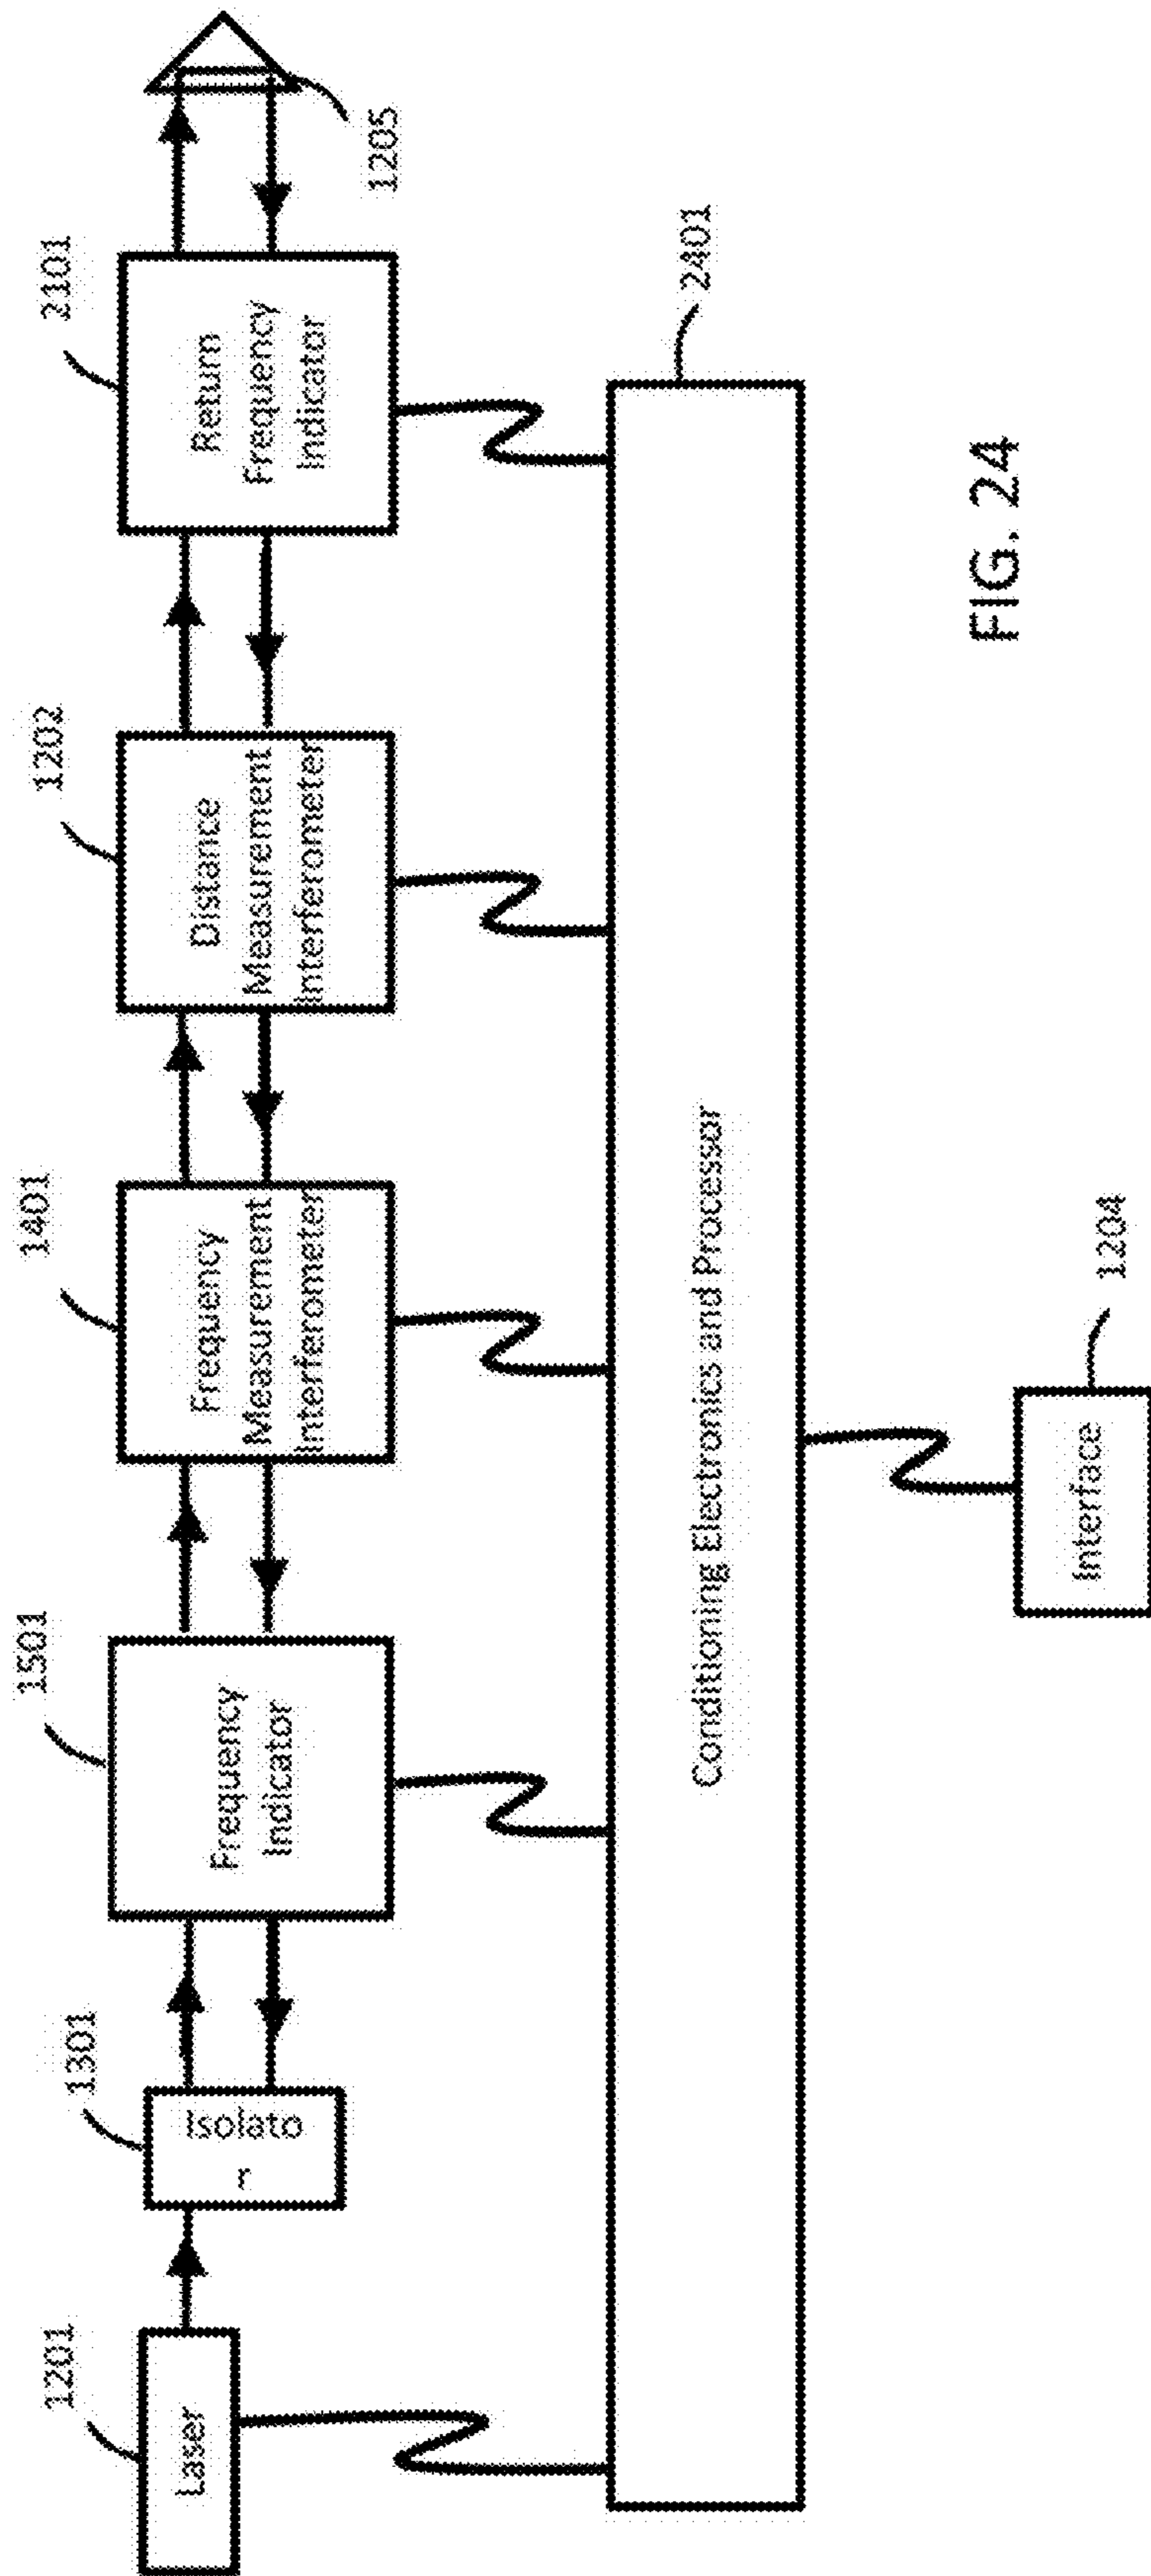 1201
1301
1501
1401
1202
2101
Laser
Isolato
r
Frequency
Indicator
Frequency
Measurement
Interferometer
Distance
Measurement
Interferometer
Return
Frequency
Indicator
1205
2401
Conditioning Electronics and Processor
Interface
1204
FIG. 24